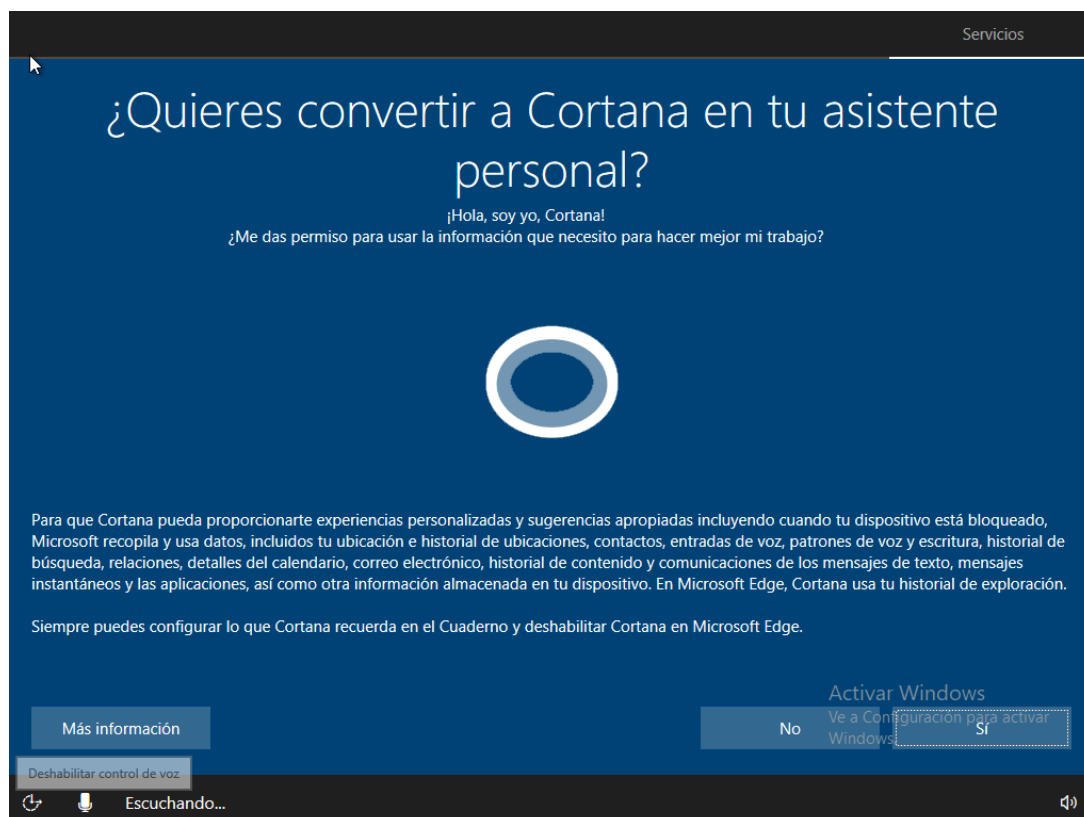 Servicios
¿Quieres convertir a Cortana en tu asistente
personal?
¡Hola, soy yo, Cortana!
¿Me das permiso para usar la información que necesito para hacer mejor mi trabajo?
Para que Cortana pueda proporcionarte experiencias personalizadas y sugerencias apropiadas incluyendo cuando tu dispositivo está bloqueado,
Microsoft recopila y usa datos, incluidos tu ubicación e historial de ubicaciones, contactos, entradas de voz, patrones de voz y escritura, historial de
búsqueda, relaciones, detalles del calendario, correo electrónico, historial de contenido y comunicaciones de los mensajes de texto, mensajes
instantáneos y las aplicaciones, así como otra información almacenada en tu dispositivo. En Microsoft Edge, Cortana usa tu historial de exploración.
Siempre puedes configurar lo que Cortana recuerda en el Cuaderno y deshabilitar Cortana en Microsoft Edge.
Activar Windows
Ve a Configuración para activar
Windows.
Más información
No
Sí
Deshabilitar control de voz
Escuchando...